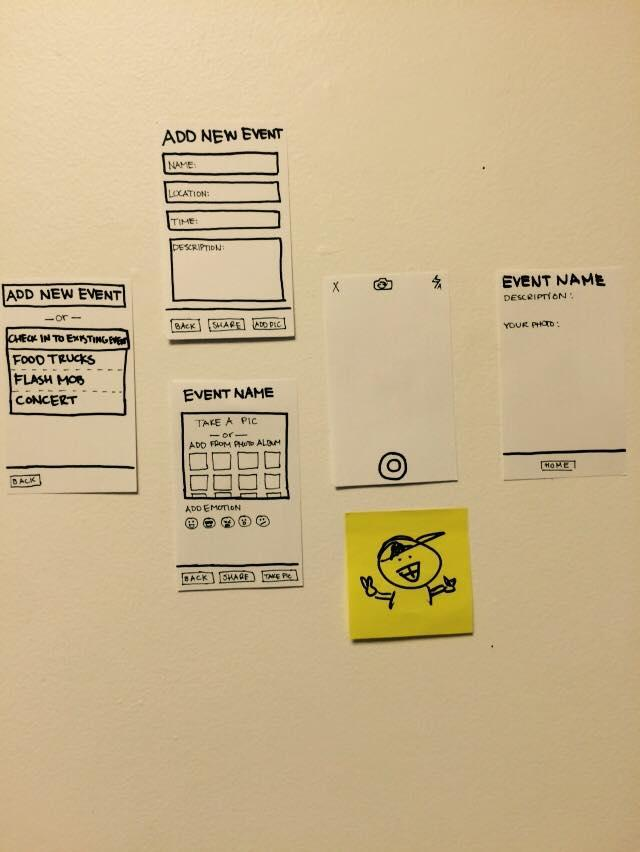 ADD NEW EVENT
— or —
CHECK IN TO EXISTING EVENT
FOOD TRUCKS
FLASH MOB
CONCERT
BACK
ADD NEW EVENT
NAME:
LOCATION:
TIME:
DESCRIPTION:
BACK SHARE ADD PIC
EVENT NAME
TAKE A PIC
— or —
ADD FROM PHOTO ALBUM
ADD EMOTION
BACK SHARE TAKE PIC
X
EVENT NAME
DESCRIPTION:
YOUR PHOTO:
HOME